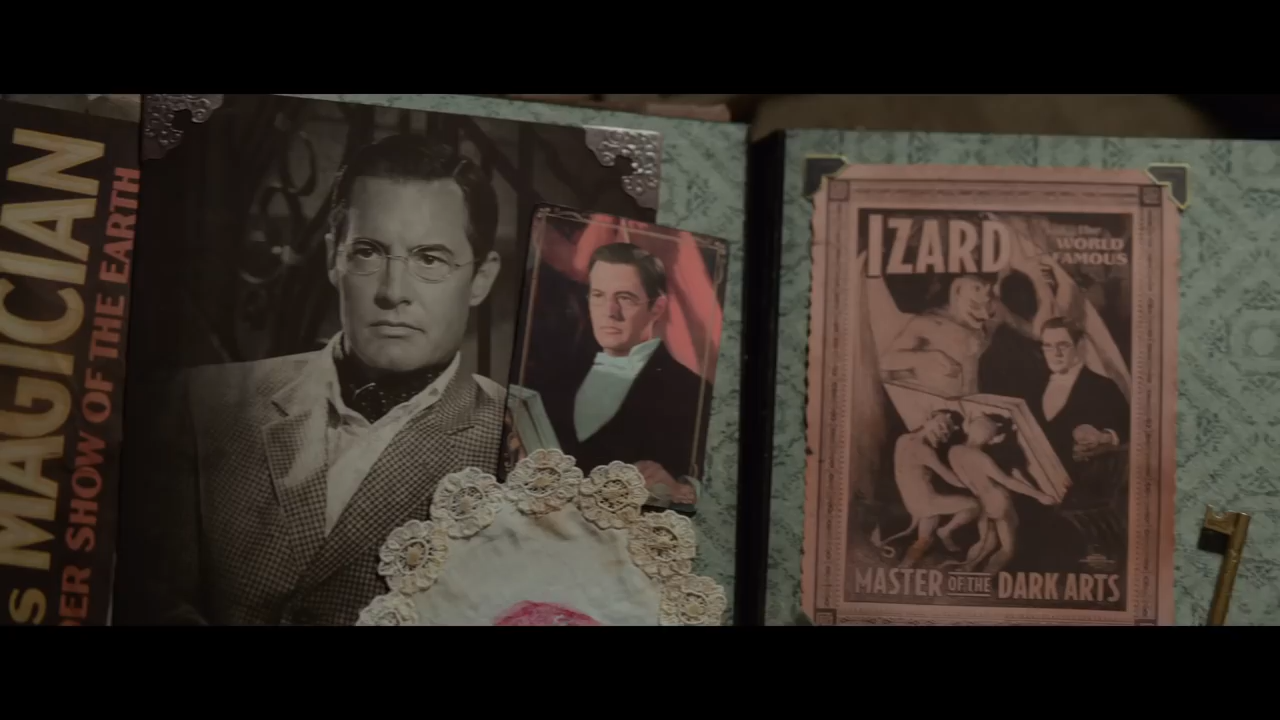 S MAGICIAN
DER SHOW OF THE EARTH
IZARD
the
WORLD
FAMOUS
MASTER OF THE DARK ARTS